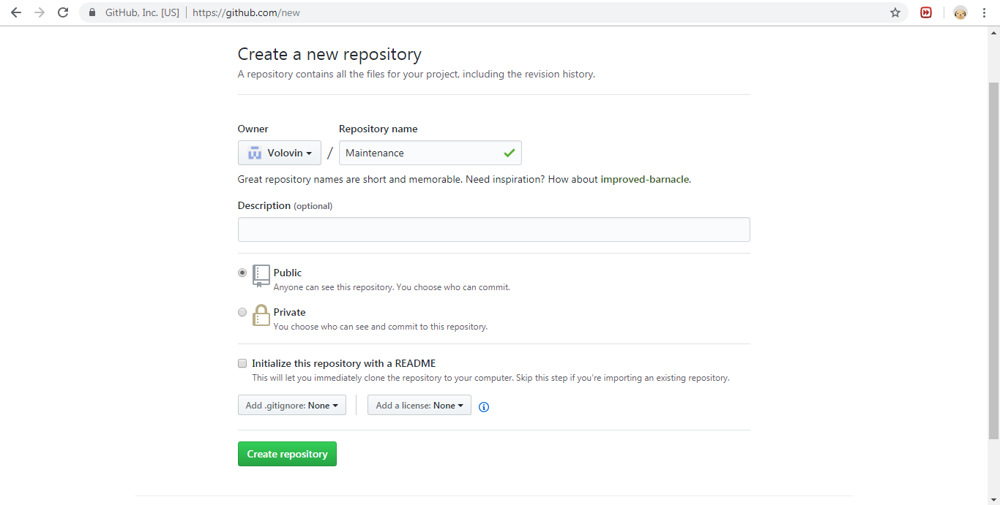 GitHub, Inc. [US] | https://github.com/new
Create a new repository
A repository contains all the files for your project, including the revision history.
Owner Repository name
Volovin / Maintenance
Great repository names are short and memorable. Need inspiration? How about improved-barnacle.
Description (optional)
Public
Anyone can see this repository. You choose who can commit.
Private
You choose who can see and commit to this repository.
Initialize this repository with a README
This will let you immediately clone the repository to your computer. Skip this step if you’re importing an existing repository.
Add .gitignore: None Add a license: None
Create repository